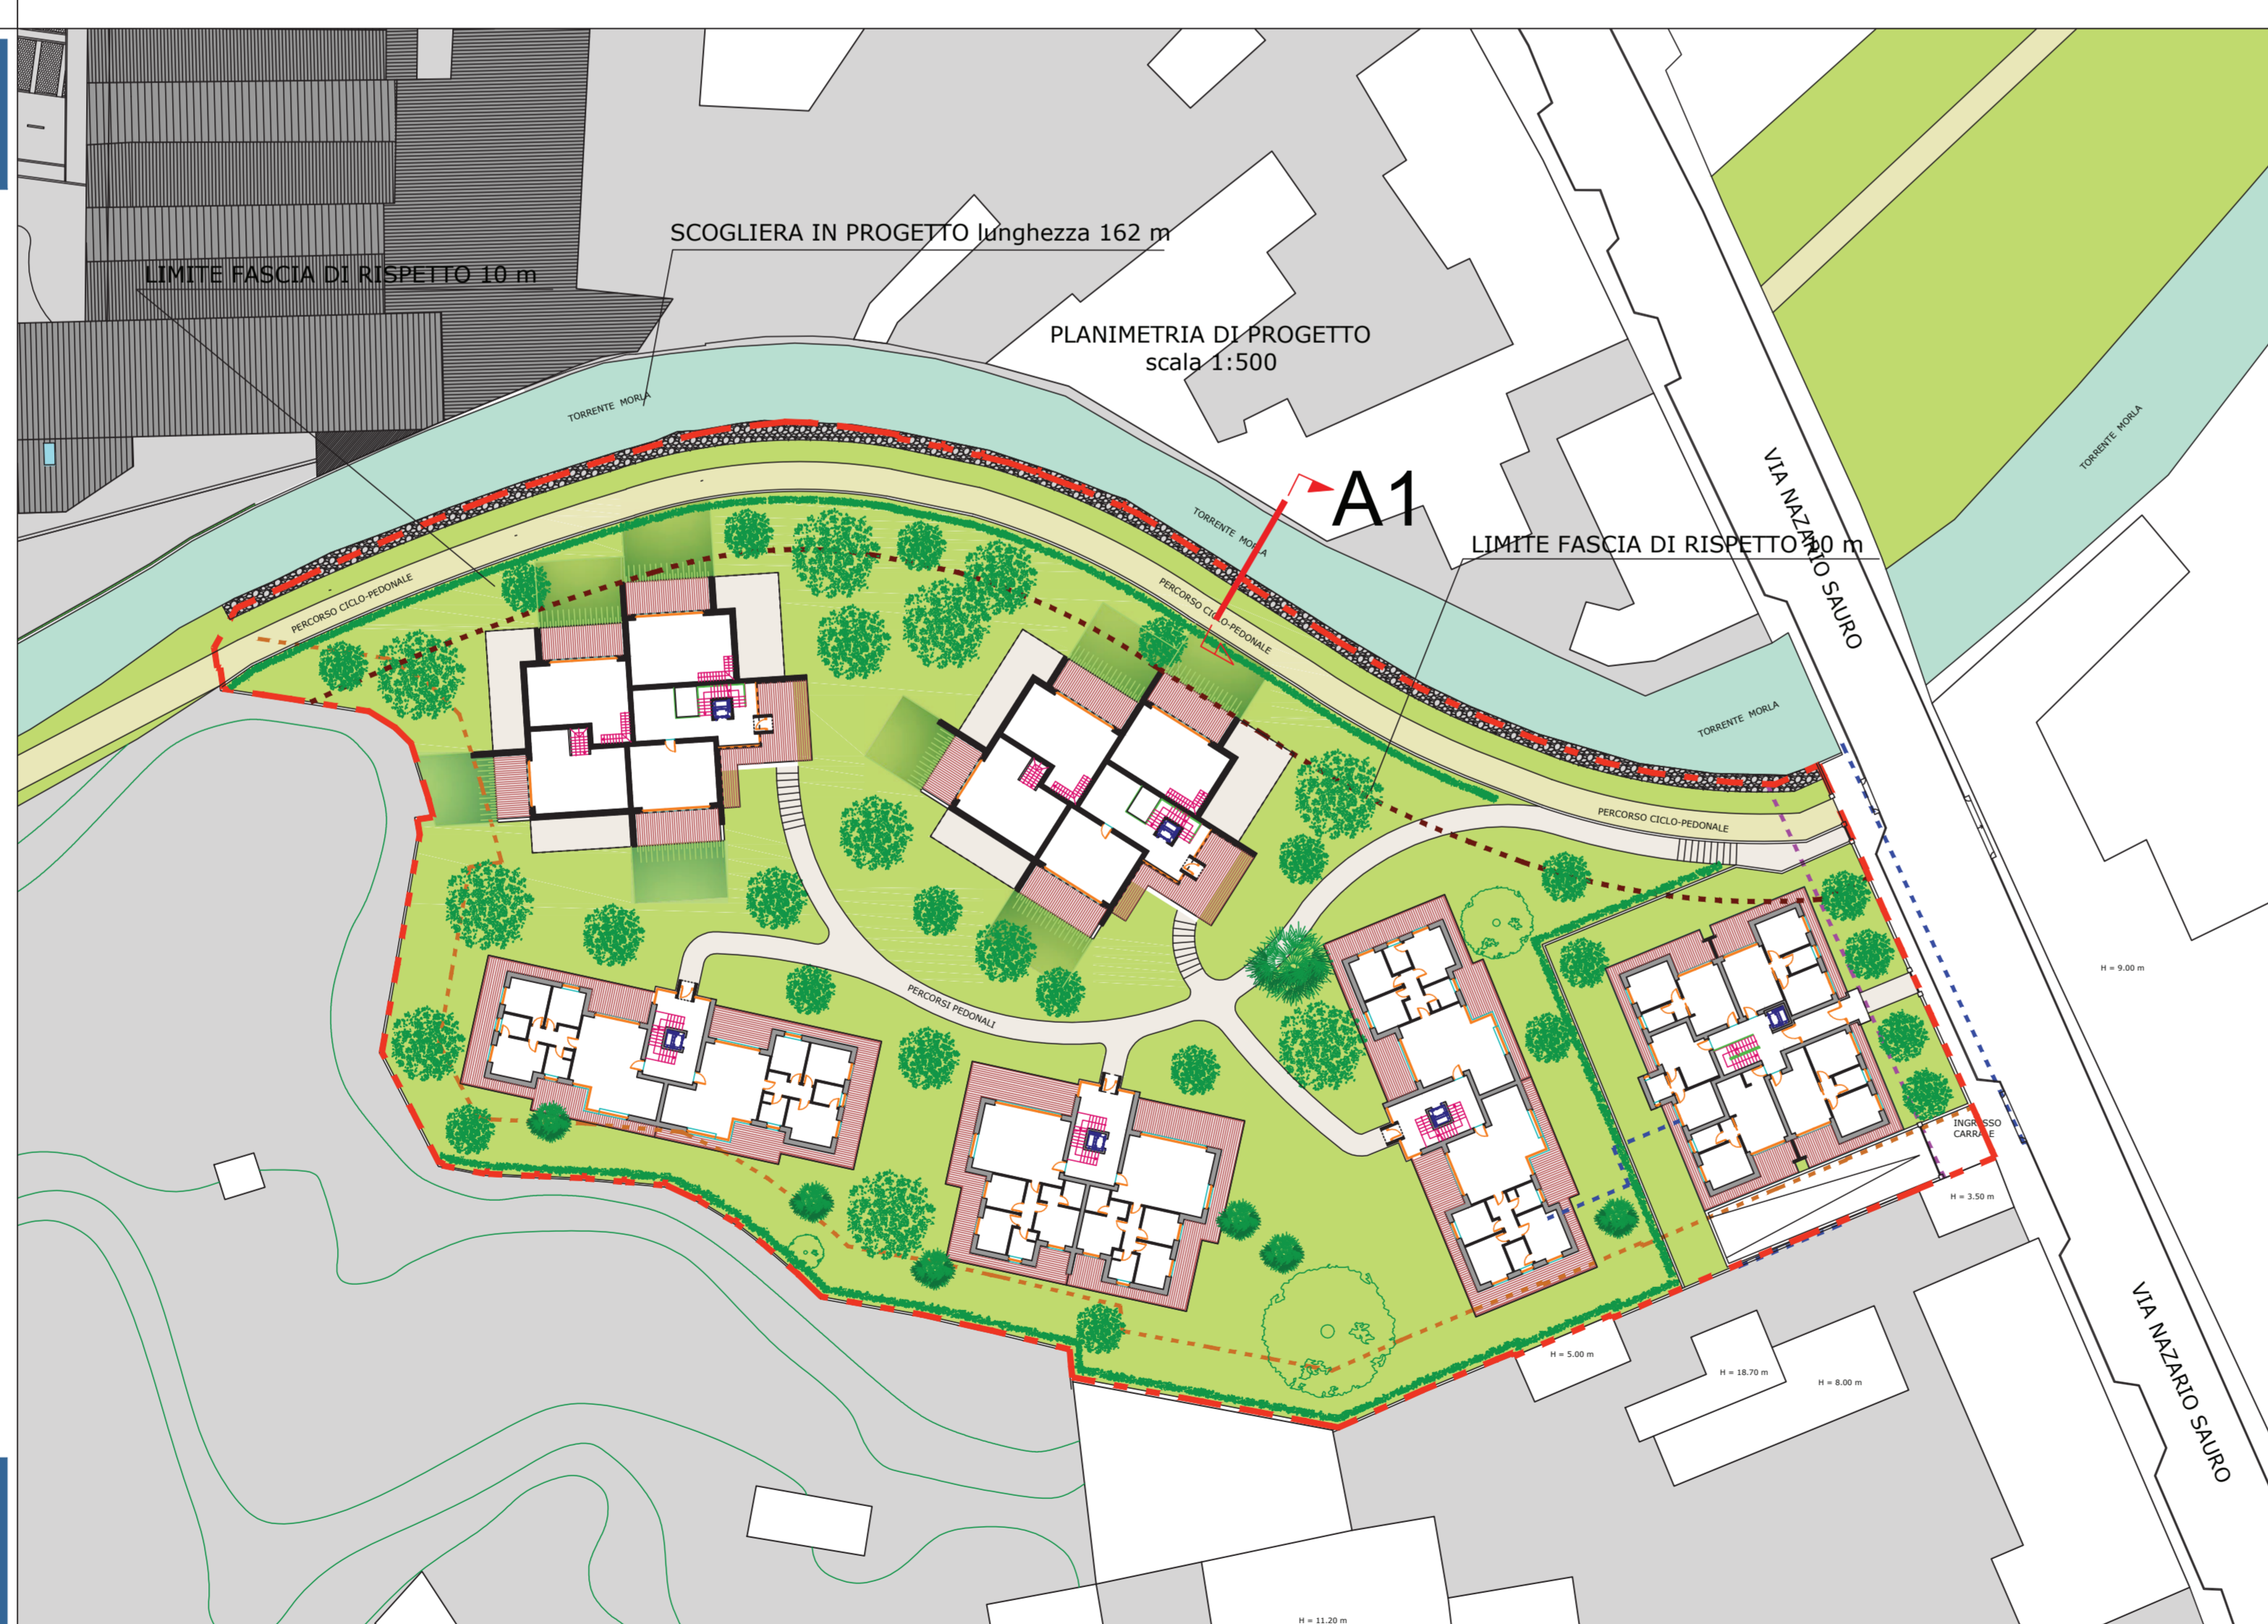 SCOGLIERA IN PROGETTO lunghezza 162 m
LIMITE FASCIA DI RISPETTO 10 m
PLANIMETRIA DI PROGETTO
scala 1:500
TORRENTE MORLA
TORRENTE MORLA
A1
VIA NAZARIO SAURO
TORRENTE MORLA
LIMITE FASCIA DI RISPETTO 10 m
PERCORSO CICLO-PEDONALE
PERCORSO CICLO-PEDONALE
TORRENTE MORLA
PERCORSO CICLO-PEDONALE
H = 9.00 m
PERCORSI PEDONALI
INGRESSO
CARRALE
H = 3.50 m
H = 5.00 m
H = 18.70 m
H = 8.00 m
VIA NAZARIO SAURO
H = 11.20 m